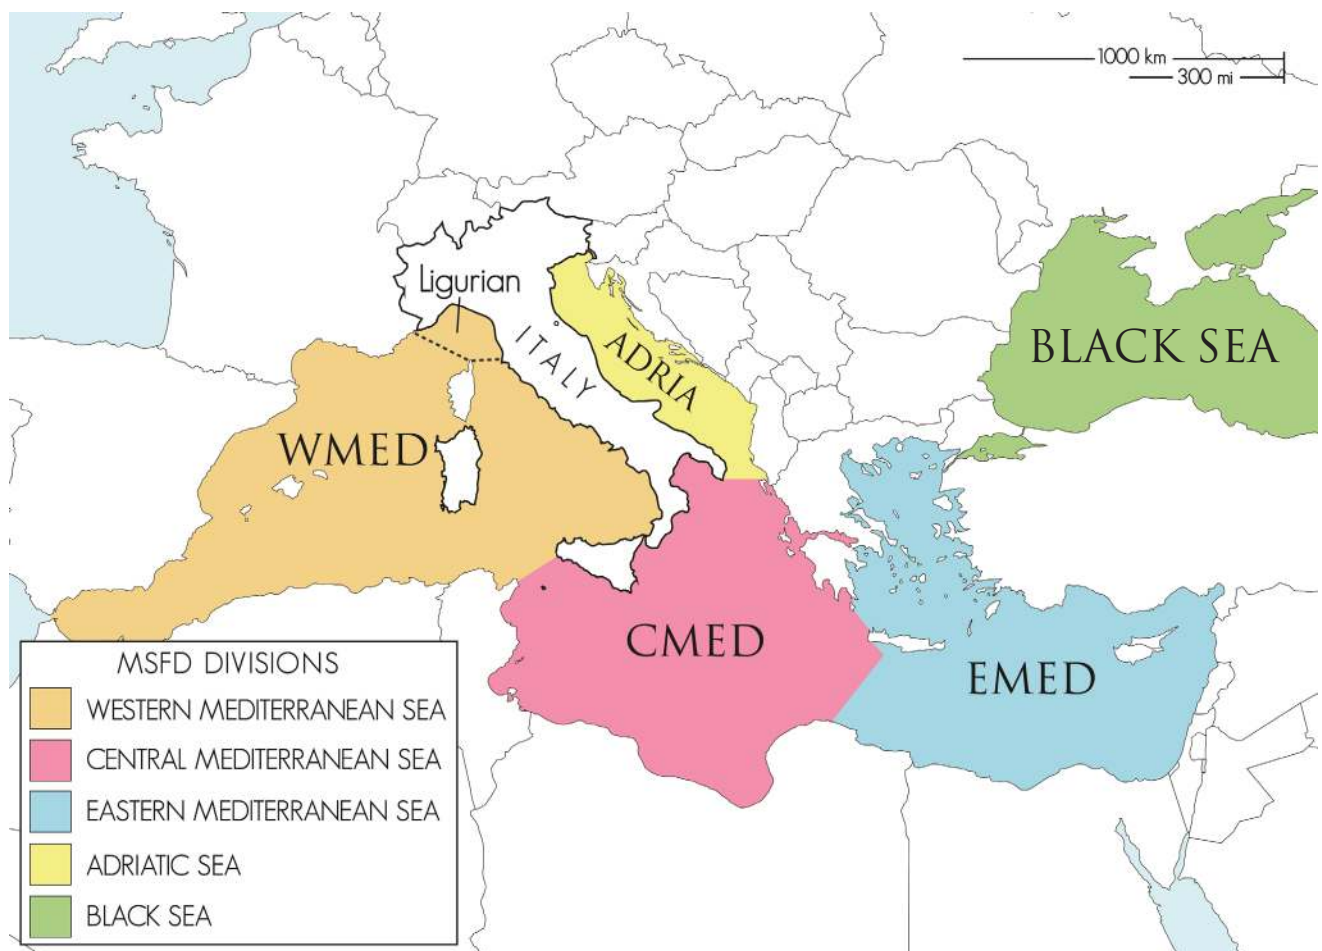 1000 km
300 mi
Ligurian
ITALY
ADRIA
BLACK SEA
WMED
CMED
EMED
MSFD DIVISIONS
WESTERN MEDITERRANEAN SEA
CENTRAL MEDITERRANEAN SEA
EASTERN MEDITERRANEAN SEA
ADRIATIC SEA
BLACK SEA